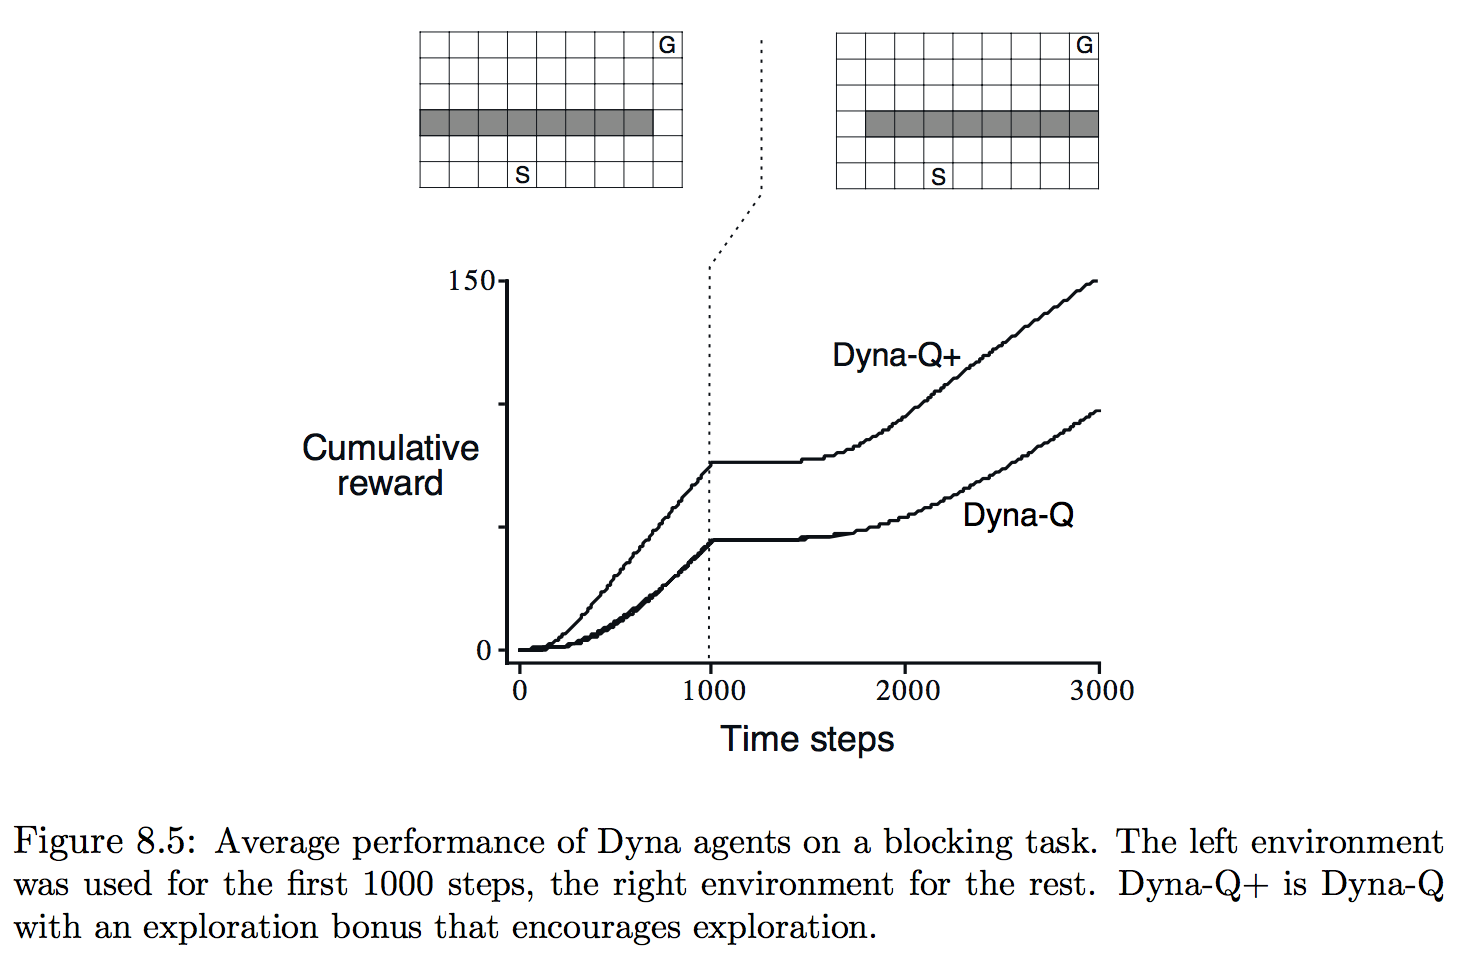 G
S
G
S
150
0
Cumulative
reward
Dyna-Q+
Dyna-Q
0 1000 2000 3000
Time steps
Figure 8.5: Average performance of Dyna agents on a blocking task. The left environment
was used for the first 1000 steps, the right environment for the rest. Dyna-Q+ is Dyna-Q
with an exploration bonus that encourages exploration.